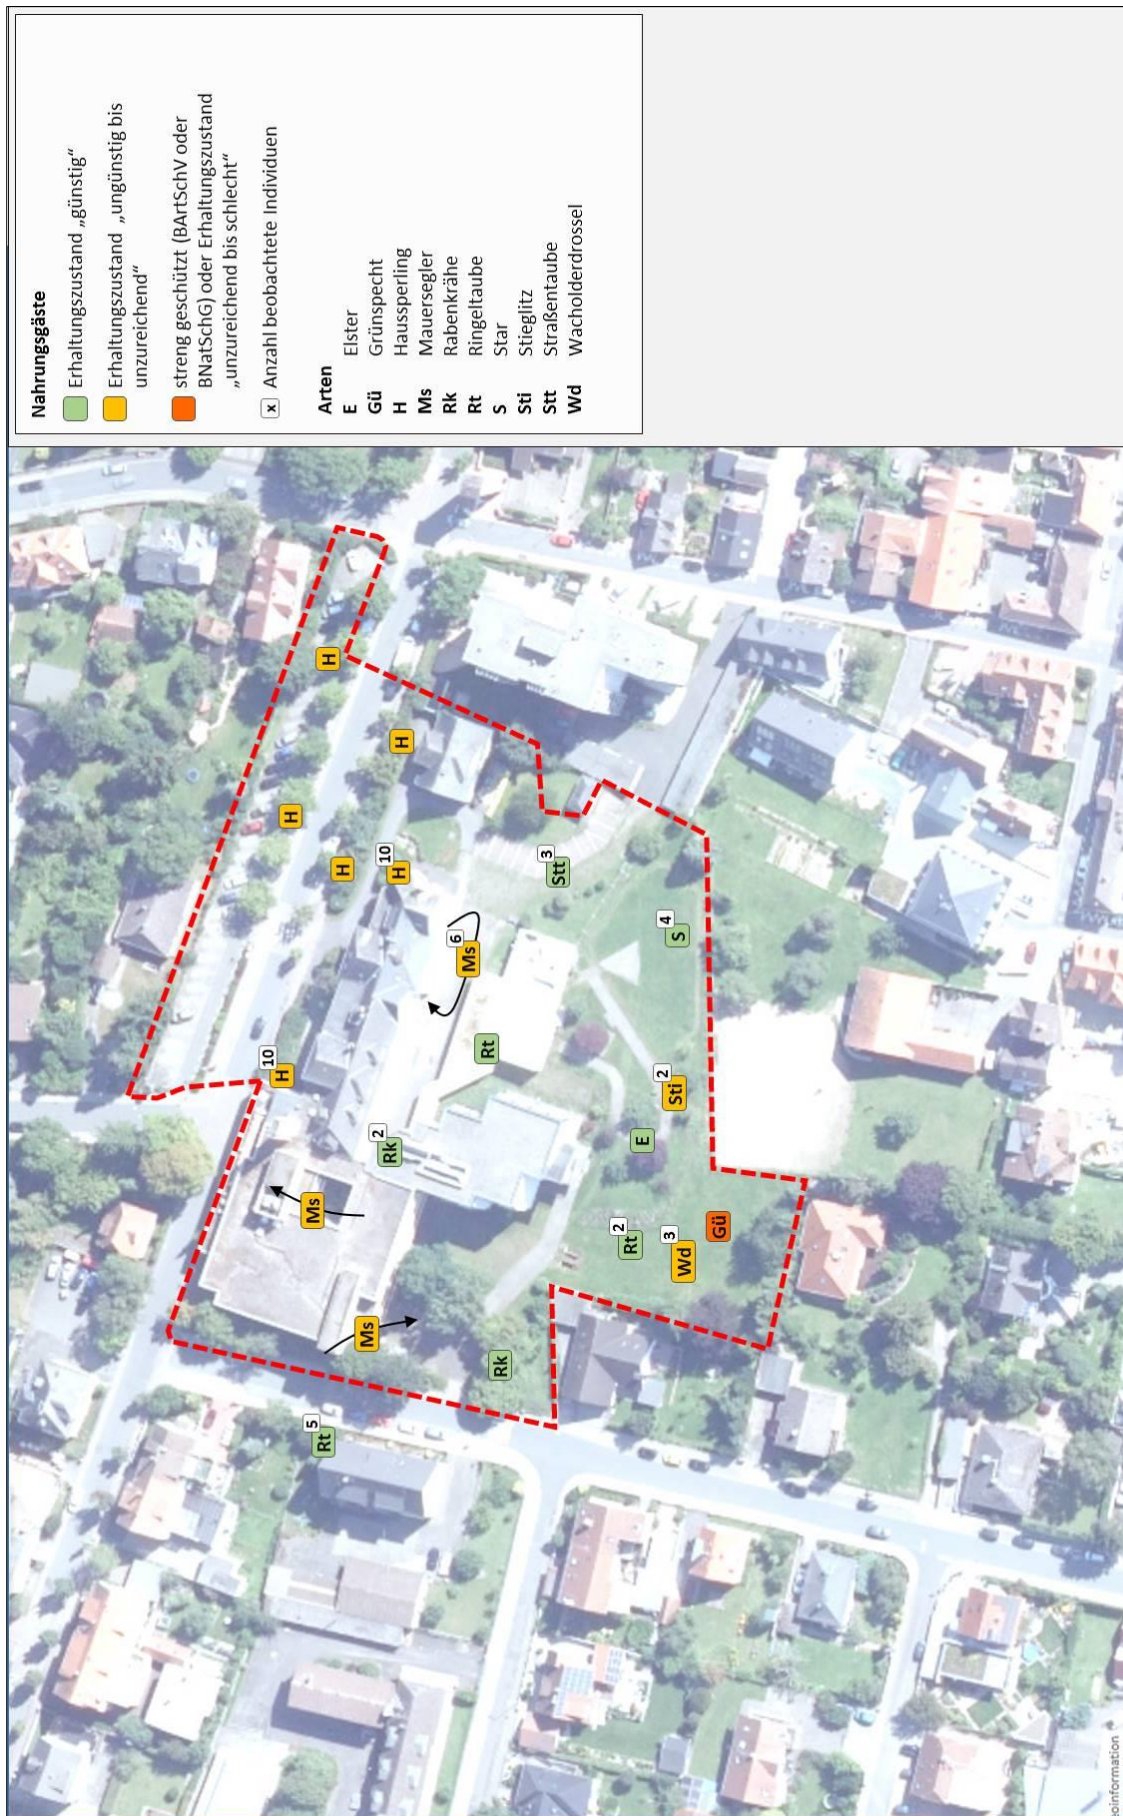 Nahrungsgäste
Erhaltungszustand „günstig“
Erhaltungszustand „ungünstig bis
unzureichend“
streng geschützt (BArtSchV oder
BNatSchG) oder Erhaltungszustand
„unzureichend bis schlecht“
x Anzahl beobachtete Individuen
Arten
E Elster
Gü Grünspecht
H Haussperling
Ms Mauersegler
Rk Rabenkrähe
Rt Ringeltaube
S Star
Sti Stieglitz
Stt Straßentaube
Wd Wacholderdrossel
H
H
H
H
10
H
10
H
6
Ms
3
Stt
4
S
Rt
2
Sti
E
2
Rk
Ms
2
Rt
3
Wd
Gü
Ms
Rk
5
Rt
eoinformation